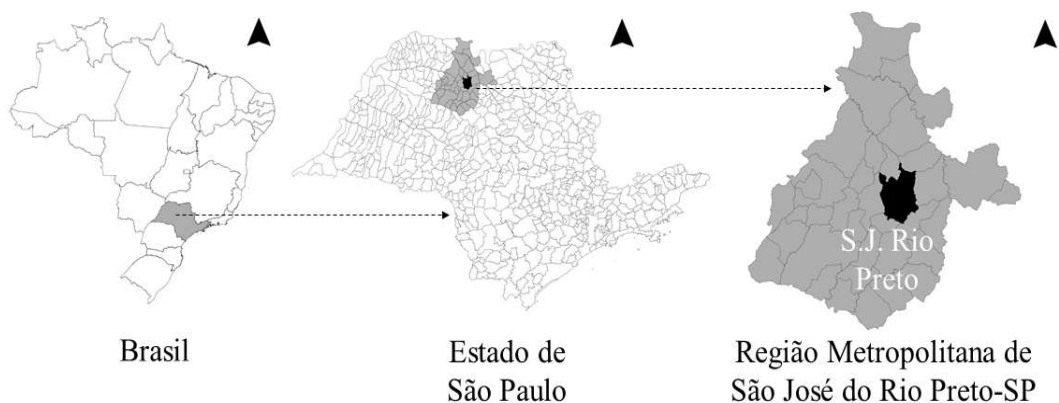 S.J. Rio
Preto
Brasil
Estado de
São Paulo
Região Metropolitana de
São José do Rio Preto-SP